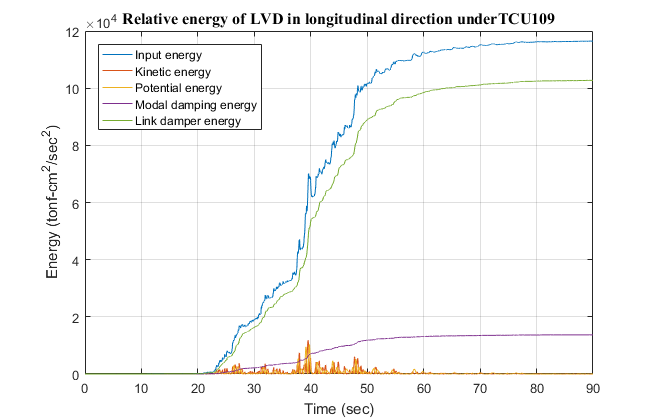 ×10⁴ Relative energy of LVD in longitudinal direction underTCU109
12
10
8
6
4
2
0
Energy (tonf-cm²/sec²)
Input energy
Kinetic energy
Potential energy
Modal damping energy
Link damper energy
0 10 20 30 40 50 60 70 80 90
Time (sec)